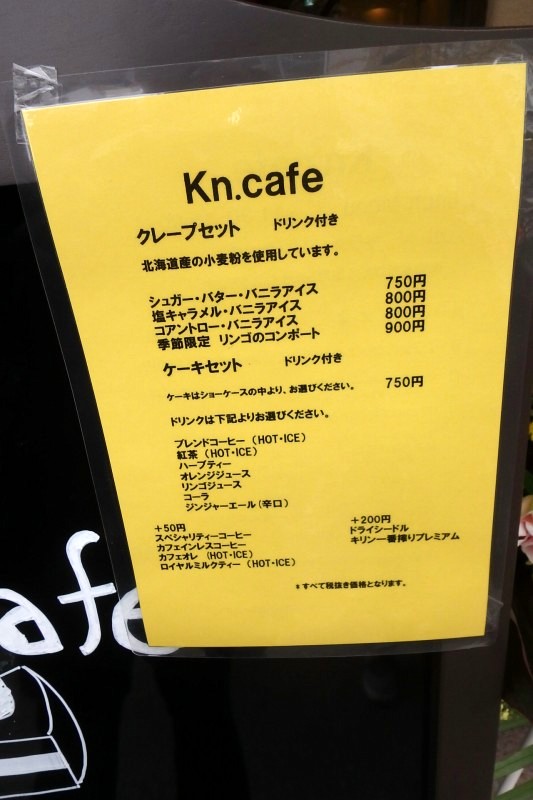 Kn.cafe
クレープセット ドリンク付き
北海道産の小麦粉を使用しています。
シュガー・バター・バニラアイス 750円
塩キャラメル・バニラアイス 800円
コアントロー・バニラアイス 800円
季節限定 リンゴのコンポート 900円
ケーキセット ドリンク付き
ケーキはショーケースの中より、お選びください。 750円
ドリンクは下記よりお選びください。
ブレンドコーヒー (HOT・ICE)
紅茶 (HOT・ICE)
ハーブティー
オレンジジュース
リンゴジュース
コーラ
ジンジャーエール(辛口)
+50円
スペシャリティーコーヒー
カフェインレスコーヒー
カフェオレ (HOT・ICE)
ロイヤルミルクティー (HOT・ICE)
+200円
ドライシードル
キリン一番搾りプレミアム
※すべて税抜き価格となります。
afe